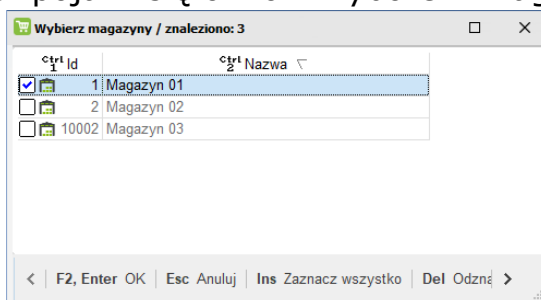 Wybierz magazyny / znaleziono: 3
Ctrl 1 Id Ctrl 2 Nazwa
1 Magazyn 01
2 Magazyn 02
10002 Magazyn 03
F2, Enter OK Esc Anuluj Ins Zaznacz wszystko Del Odzna